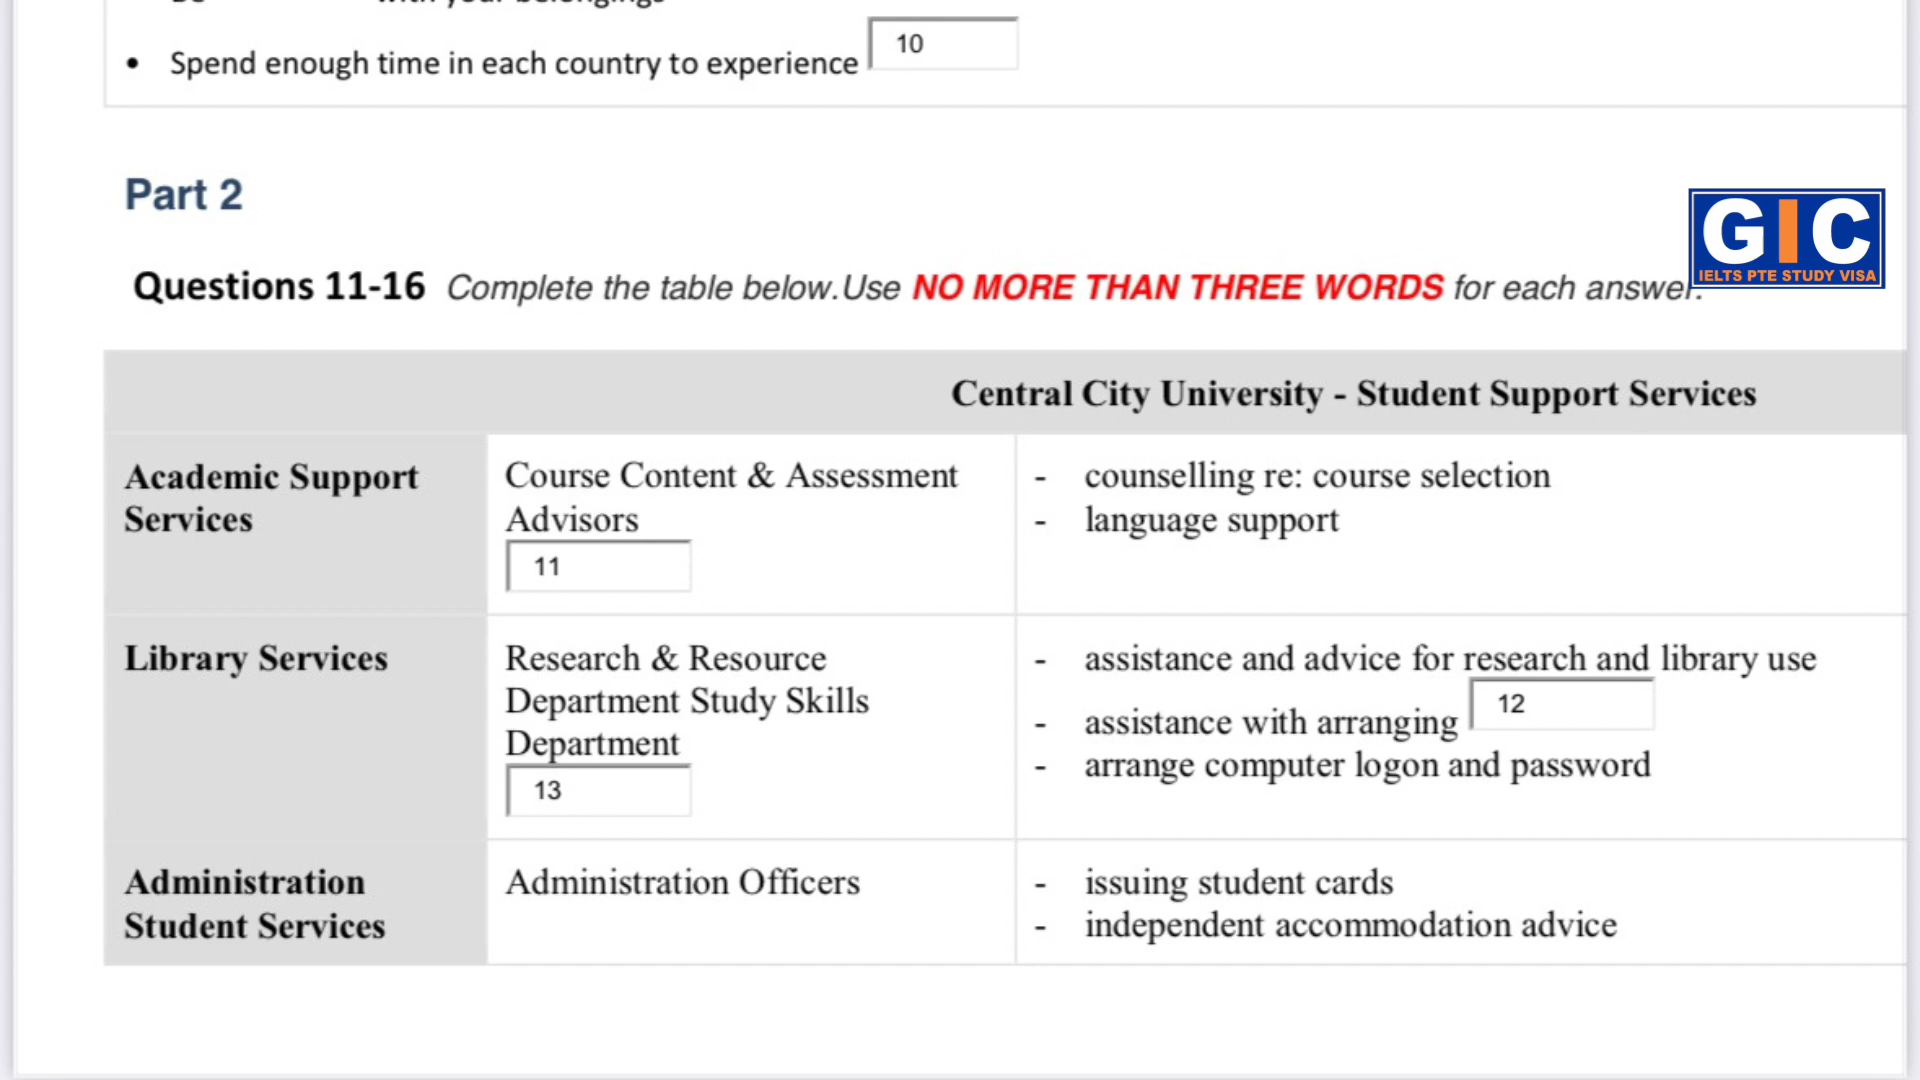 with your belongings
• Spend enough time in each country to experience 10
Part 2
GIC
IELTS PTE STUDY VISA
Questions 11-16 Complete the table below.Use NO MORE THAN THREE WORDS for each answer.
Central City University - Student Support Services
Academic Support
Services
Course Content & Assessment
Advisors
11
- counselling re: course selection
- language support
Library Services
Research & Resource
Department Study Skills
Department
13
- assistance and advice for research and library use
- assistance with arranging 12
- arrange computer logon and password
Administration
Student Services
Administration Officers
- issuing student cards
- independent accommodation advice